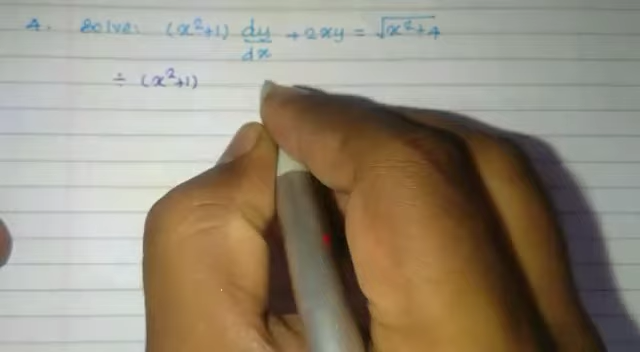 4. Solve: (x²+1) dy/dx + 2xy = √x²+4
÷ (x²+1)